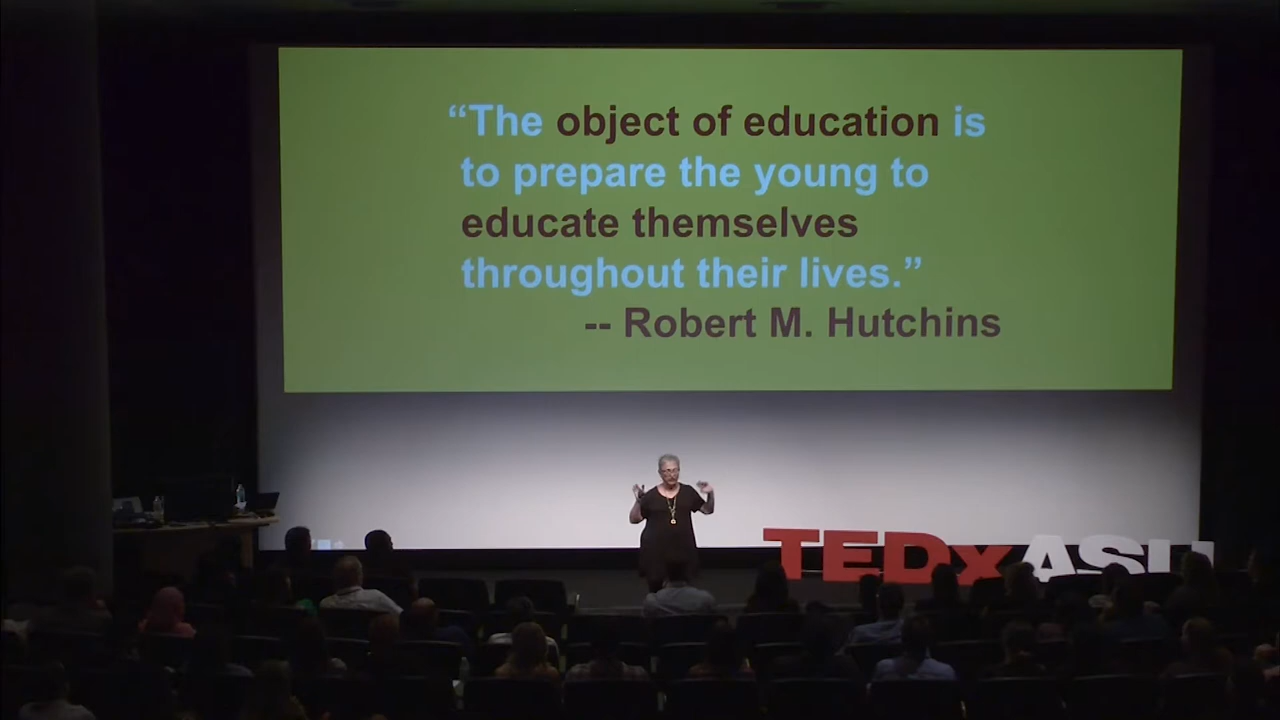 “The object of education is
to prepare the young to
educate themselves
throughout their lives.”
-- Robert M. Hutchins
TEDxASU